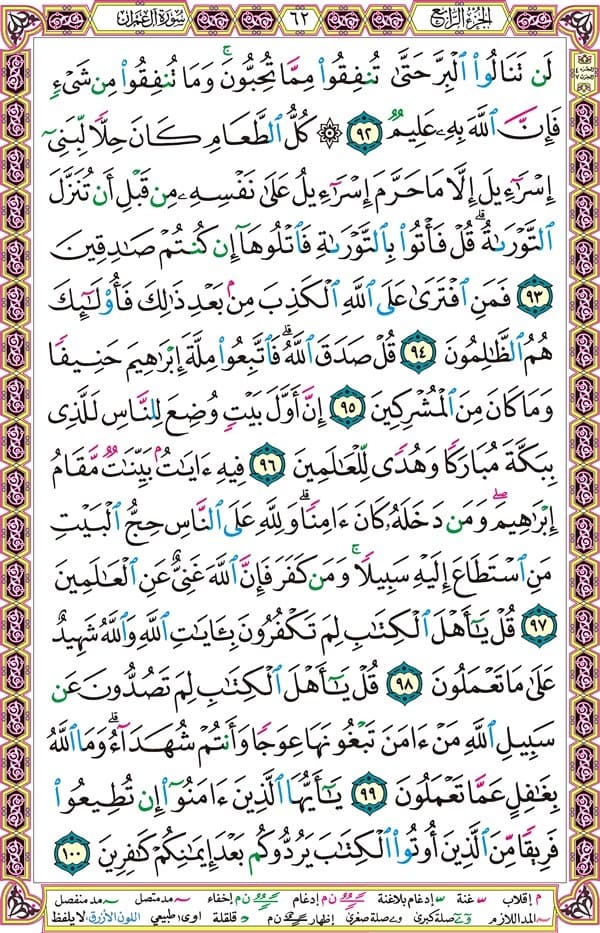 الجزء الرابع
٦٢
سورة آل عمران
لَن تَنَالُوا۟ ٱلْبِرَّ حَتَّىٰ تُنفِقُوا۟ مِمَّا تُحِبُّونَ ۚ وَمَا تُنفِقُوا۟ مِن شَىْءٍ
فَإِنَّ ٱللَّهَ بِهِۦ عَلِيمٌ ٩٢ ۞ كُلُّ ٱلطَّعَامِ كَانَ حِلًّا لِّبَنِىٓ
إِسْرَٰٓءِيلَ إِلَّا مَا حَرَّمَ إِسْرَٰٓءِيلُ عَلَىٰ نَفْسِهِۦ مِن قَبْلِ أَن تُنَزَّلَ
ٱلتَّوْرَىٰةُ ۗ قُلْ فَأْتُوا۟ بِٱلتَّوْرَىٰةِ فَٱتْلُوهَآ إِن كُنتُمْ صَٰدِقِينَ
٩٣ فَمَنِ ٱفْتَرَىٰ عَلَى ٱللَّهِ ٱلْكَذِبَ مِنۢ بَعْدِ ذَٰلِكَ فَأُو۟لَٰٓئِكَ
هُمُ ٱلظَّٰلِمُونَ ٩٤ قُلْ صَدَقَ ٱللَّهُ ۗ فَٱتَّبِعُوا۟ مِلَّةَ إِبْرَٰهِيمَ حَنِيفًا
وَمَا كَانَ مِنَ ٱلْمُشْرِكِينَ ٩٥ إِنَّ أَوَّلَ بَيْتٍ وُضِعَ لِلنَّاسِ لَلَّذِى
بِبَكَّةَ مُبَارَكًا وَهُدًى لِّلْعَٰلَمِينَ ٩٦ فِيهِ ءَايَٰتٌۢ بَيِّنَٰتٌ مَّقَامُ
إِبْرَٰهِيمَ ۖ وَمَن دَخَلَهُۥ كَانَ ءَامِنًا ۗ وَلِلَّهِ عَلَى ٱلنَّاسِ حِجُّ ٱلْبَيْتِ
مَنِ ٱسْتَطَاعَ إِلَيْهِ سَبِيلًا ۚ وَمَن كَفَرَ فَإِنَّ ٱللَّهَ غَنِىٌّ عَنِ ٱلْعَٰلَمِينَ
٩٧ قُلْ يَٰٓأَهْلَ ٱلْكِتَٰبِ لِمَ تَكْفُرُونَ بِـَٔايَٰتِ ٱللَّهِ وَٱللَّهُ شَهِيدٌ
عَلَىٰ مَا تَعْمَلُونَ ٩٨ قُلْ يَٰٓأَهْلَ ٱلْكِتَٰبِ لِمَ تَصُدُّونَ عَن
سَبِيلِ ٱللَّهِ مَنْ ءَامَنَ تَبْغُونَهَا عِوَجًا وَأَنتُمْ شُهَدَآءُ ۗ وَمَا ٱللَّهُ
بِغَٰفِلٍ عَمَّا تَعْمَلُونَ ٩٩ يَٰٓأَيُّهَا ٱلَّذِينَ ءَامَنُوٓا۟ إِن تُطِيعُوا۟
فَرِيقًا مِّنَ ٱلَّذِينَ أُوتُوا۟ ٱلْكِتَٰبَ يَرُدُّوكُم بَعْدَ إِيمَٰنِكُمْ كَٰفِرِينَ ١٠٠
م إقلاب غنة إدغام بلاغنة ن م إدغام ن م إخفاء مد متصل مد منفصل
المد اللازم صلة كبرى صلة صغرى إظهار ن م قلقلة اوى طبيعي اللون الأزرق لا يلفظ